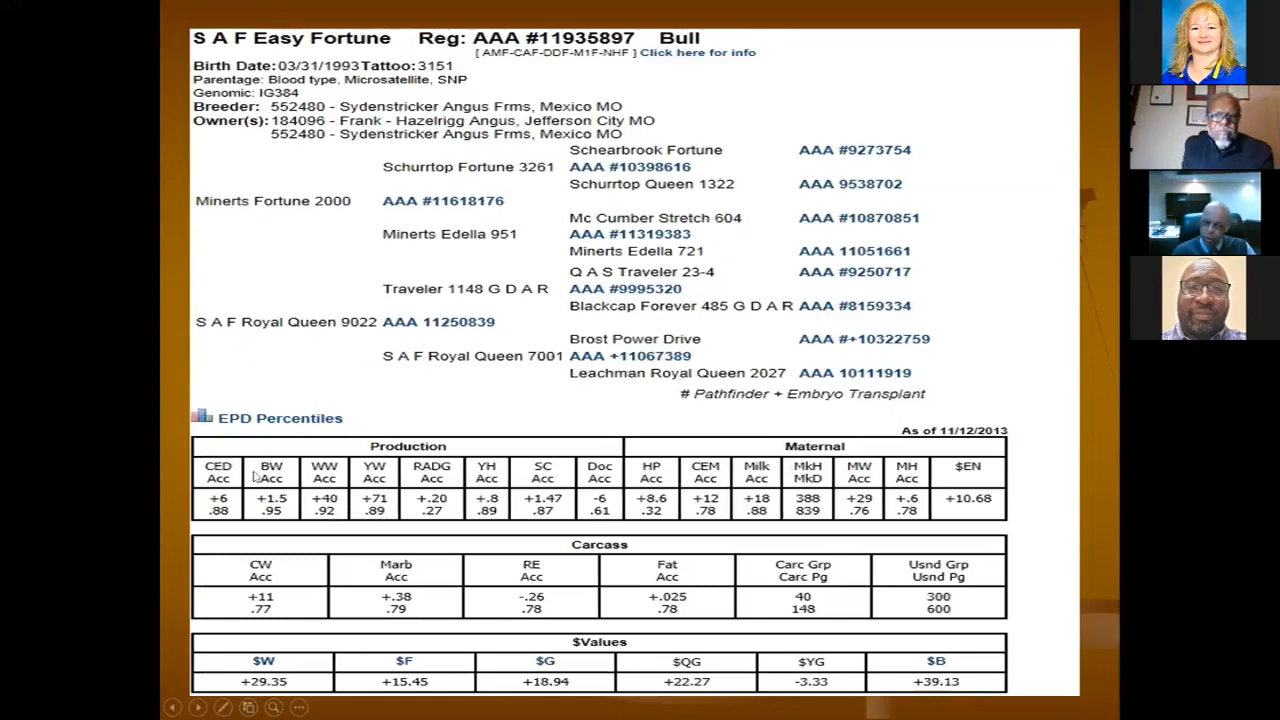 S A F Easy Fortune Reg: AAA #11935897 Bull
[ AMF-CAF-DDF-M1F-NHF ] Click here for info
Birth Date: 03/31/1993Tattoo: 3151
Parentage: Blood type, Microsatellite, SNP
Genomic: IG384
Breeder: 552480 - Sydenstricker Angus Frms, Mexico MO
Owner(s): 184096 - Frank - Hazelrigg Angus, Jefferson City MO
552480 - Sydenstricker Angus Frms, Mexico MO
Schearbrook Fortune AAA #9273754
Schurrtop Fortune 3261 AAA #10398616
Schurrtop Queen 1322 AAA 9538702
Minerts Fortune 2000 AAA #11618176
Mc Cumber Stretch 604 AAA #10870851
Minerts Edella 951 AAA #11319383
Minerts Edella 721 AAA 11051661
Q A S Traveler 23-4 AAA #9250717
Traveler 1148 G D A R AAA #9995320
Blackcap Forever 485 G D A R AAA #8159334
S A F Royal Queen 9022 AAA 11250839
Brost Power Drive AAA #+10322759
S A F Royal Queen 7001 AAA +11067389
Leachman Royal Queen 2027 AAA 10111919
# Pathfinder + Embryo Transplant
EPD Percentiles
As of 11/12/2013
Production Maternal
CED BW WW YW RADG YH SC Doc HP CEM Milk MkH MW MH $EN
Acc Acc Acc Acc Acc Acc Acc Acc Acc Acc Acc MkD Acc Acc
+6 +1.5 +40 +71 +.20 +.8 +1.47 -6 +8.6 +12 +18 388 +29 +.6 +10.68
.88 .95 .92 .89 .27 .89 .87 .61 .32 .78 .88 839 .76 .78
Carcass
CW Marb RE Fat Carc Grp Usnd Grp
Acc Acc Acc Acc Carc Pg Usnd Pg
+11 +.38 -.26 +.025 40 300
.77 .79 .78 .78 148 600
$Values
$W $F $G $QG $YG $B
+29.35 +15.45 +18.94 +22.27 -3.33 +39.13